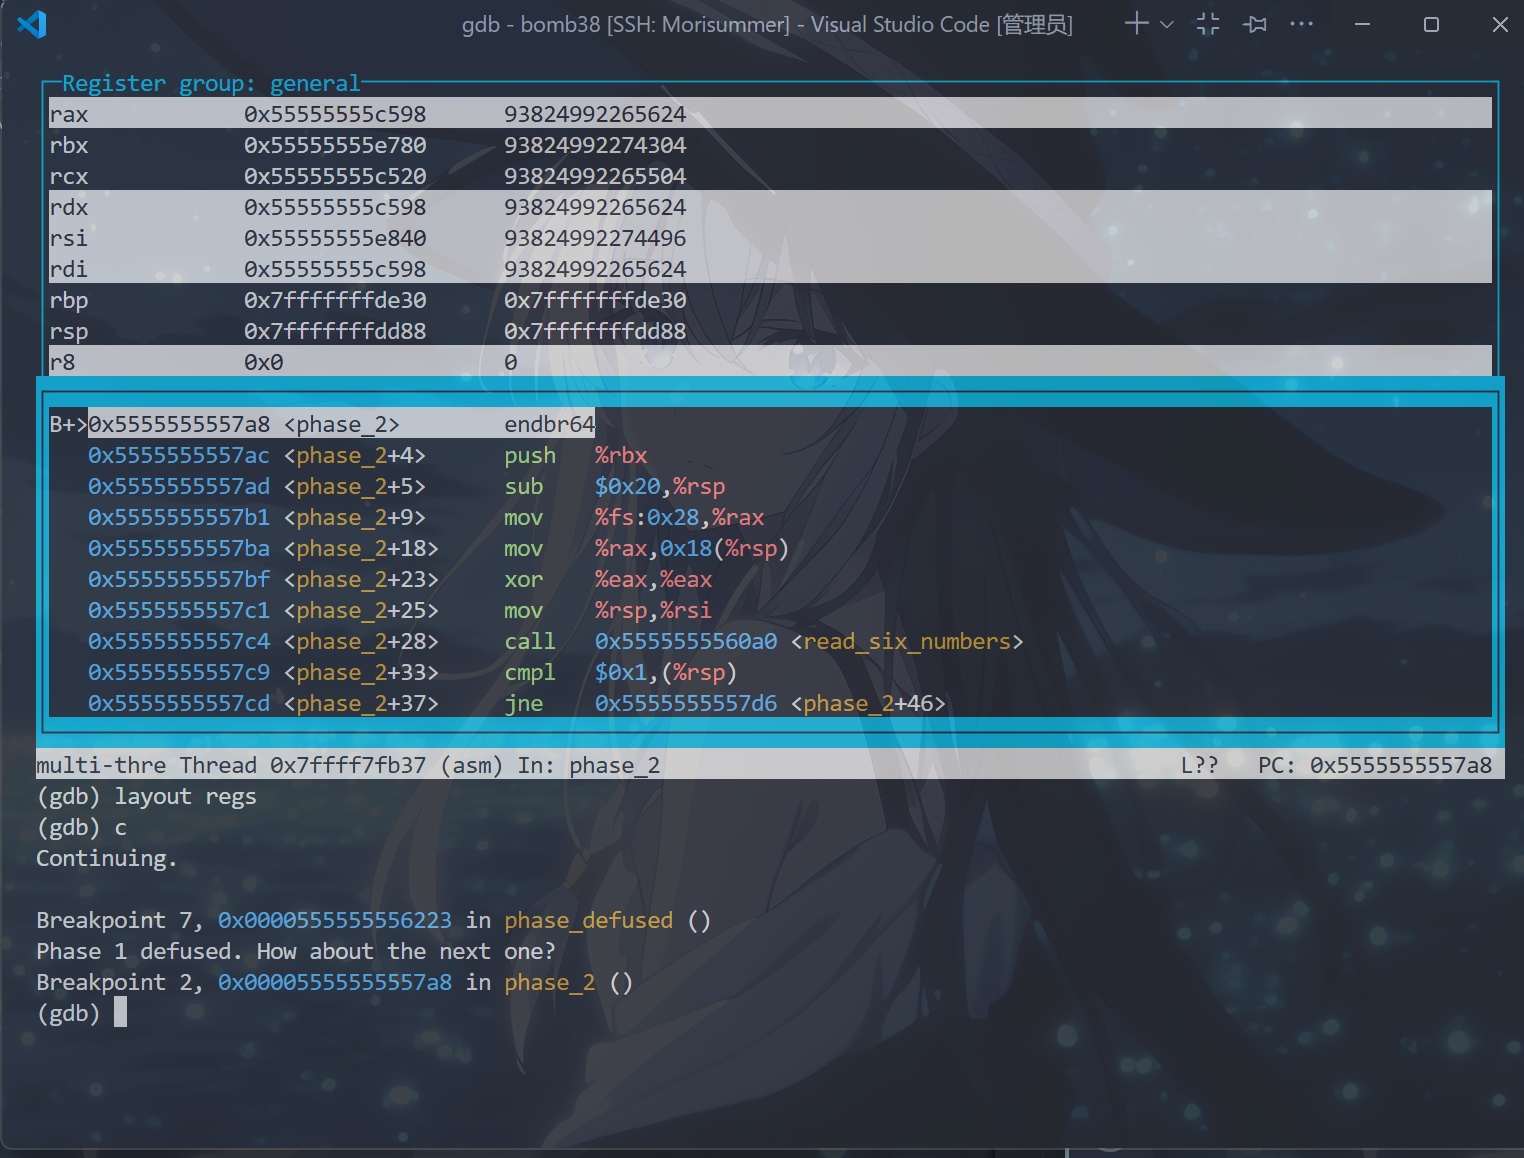 gdb - bomb38 [SSH: Morisummer] - Visual Studio Code [管理员]
Register group: general
rax 0x55555555c598 93824992265624
rbx 0x55555555e780 93824992274304
rcx 0x55555555c520 93824992265504
rdx 0x55555555c598 93824992265624
rsi 0x55555555e840 93824992274496
rdi 0x55555555c598 93824992265624
rbp 0x7fffffffde30 0x7fffffffde30
rsp 0x7fffffffdd88 0x7fffffffdd88
r8 0x0 0
B+>0x5555555557a8 <phase_2> endbr64
0x5555555557ac <phase_2+4> push %rbx
0x5555555557ad <phase_2+5> sub $0x20,%rsp
0x5555555557b1 <phase_2+9> mov %fs:0x28,%rax
0x5555555557ba <phase_2+18> mov %rax,0x18(%rsp)
0x5555555557bf <phase_2+23> xor %eax,%eax
0x5555555557c1 <phase_2+25> mov %rsp,%rsi
0x5555555557c4 <phase_2+28> call 0x5555555560a0 <read_six_numbers>
0x5555555557c9 <phase_2+33> cmpl $0x1,(%rsp)
0x5555555557cd <phase_2+37> jne 0x5555555557d6 <phase_2+46>
multi-thre Thread 0x7ffff7fb37 (asm) In: phase_2 L?? PC: 0x5555555557a8
(gdb) layout regs
(gdb) c
Continuing.
Breakpoint 7, 0x0000555555556223 in phase_defused ()
Phase 1 defused. How about the next one?
Breakpoint 2, 0x00005555555557a8 in phase_2 ()
(gdb)